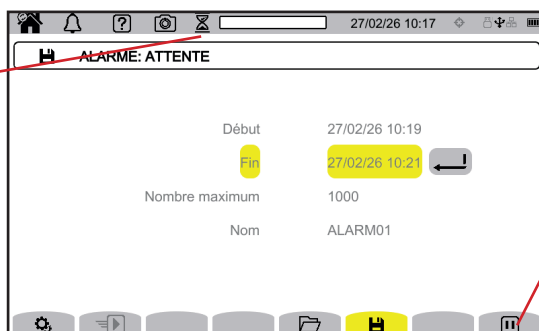 27/02/26 10:17
ALARME: ATTENTE
Début 27/02/26 10:19
Fin 27/02/26 10:21
Nombre maximum 1000
Nom ALARM01